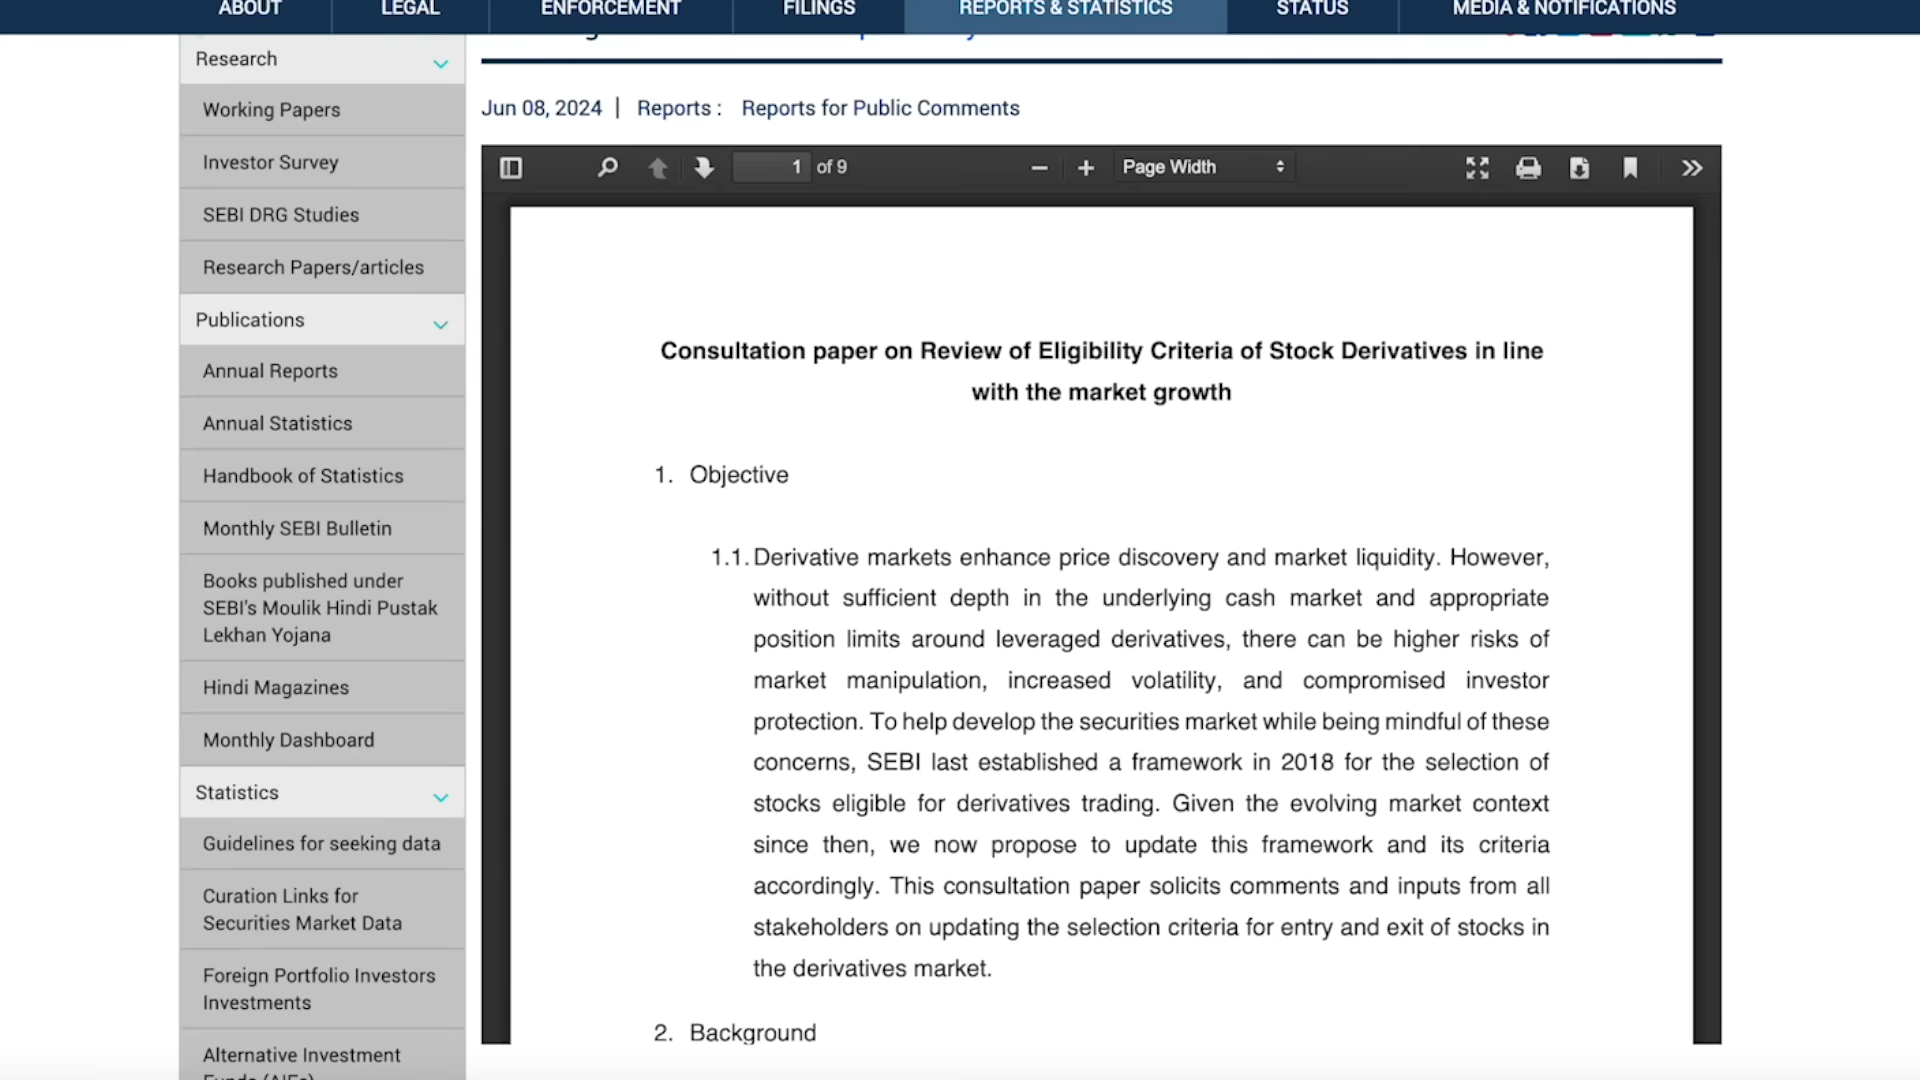 ABOUT
LEGAL
ENFORCEMENT
FILINGS
REPORTS & STATISTICS
STATUS
MEDIA & NOTIFICATIONS
Research
Working Papers
Investor Survey
SEBI DRG Studies
Research Papers/articles
Publications
Annual Reports
Annual Statistics
Handbook of Statistics
Monthly SEBI Bulletin
Books published under
SEBI's Moulik Hindi Pustak
Lekhan Yojana
Hindi Magazines
Monthly Dashboard
Statistics
Guidelines for seeking data
Curation Links for
Securities Market Data
Foreign Portfolio Investors
Investments
Alternative Investment
Funds (AIFs)
Jun 08, 2024 | Reports : Reports for Public Comments
1 of 9
Page Width
Consultation paper on Review of Eligibility Criteria of Stock Derivatives in line
with the market growth
1. Objective
1.1. Derivative markets enhance price discovery and market liquidity. However,
without sufficient depth in the underlying cash market and appropriate
position limits around leveraged derivatives, there can be higher risks of
market manipulation, increased volatility, and compromised investor
protection. To help develop the securities market while being mindful of these
concerns, SEBI last established a framework in 2018 for the selection of
stocks eligible for derivatives trading. Given the evolving market context
since then, we now propose to update this framework and its criteria
accordingly. This consultation paper solicits comments and inputs from all
stakeholders on updating the selection criteria for entry and exit of stocks in
the derivatives market.
2. Background